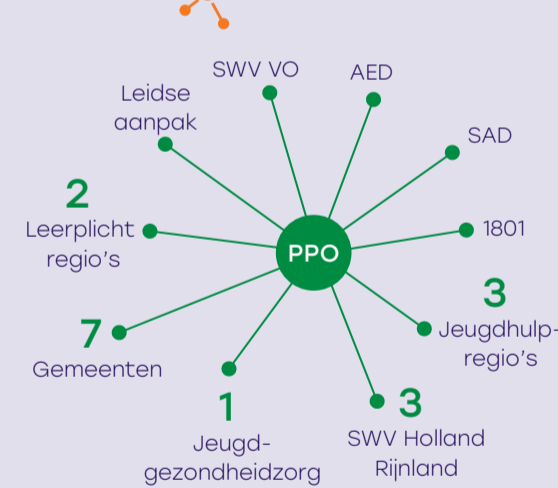 SWV VO
AED
Leidse
aanpak
SAD
2
Leerplicht
regio's
1801
PPO
3
Jeugdhulp-
regio's
7
Gemeenten
1
Jeugd-
gezondheidzorg
3
SWV Holland
Rijnland